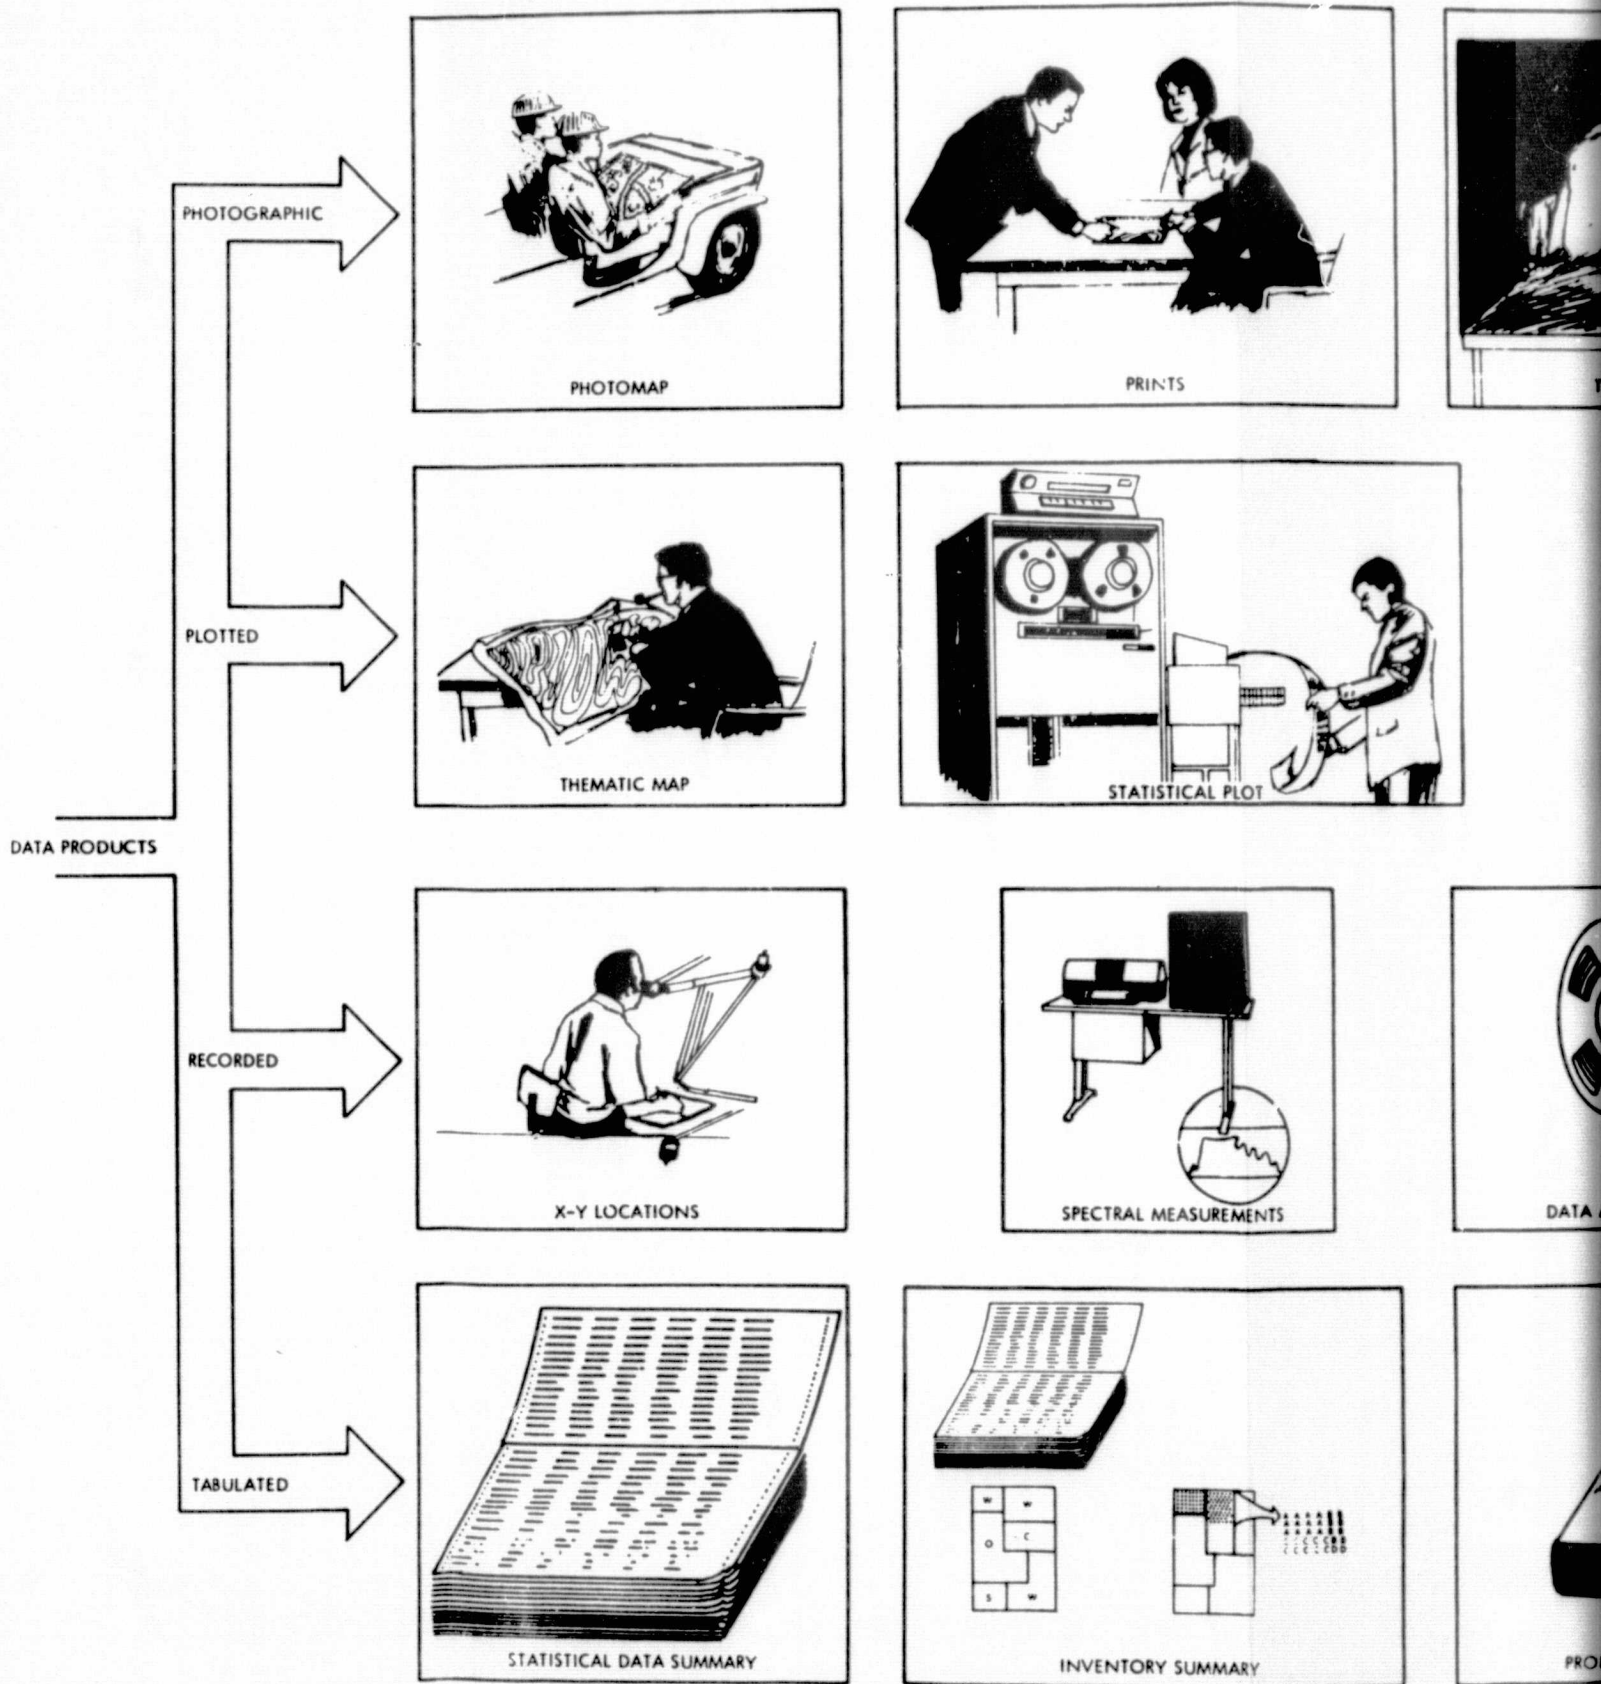 PHOTOGRAPHIC
PHOTOMAP
PRINTS
PLOTTED
THEMATIC MAP
STATISTICAL PLOT
DATA PRODUCTS
RECORDED
X-Y LOCATIONS
SPECTRAL MEASUREMENTS
DATA
TABULATED
W W
O C
S W
STATISTICAL DATA SUMMARY
INVENTORY SUMMARY